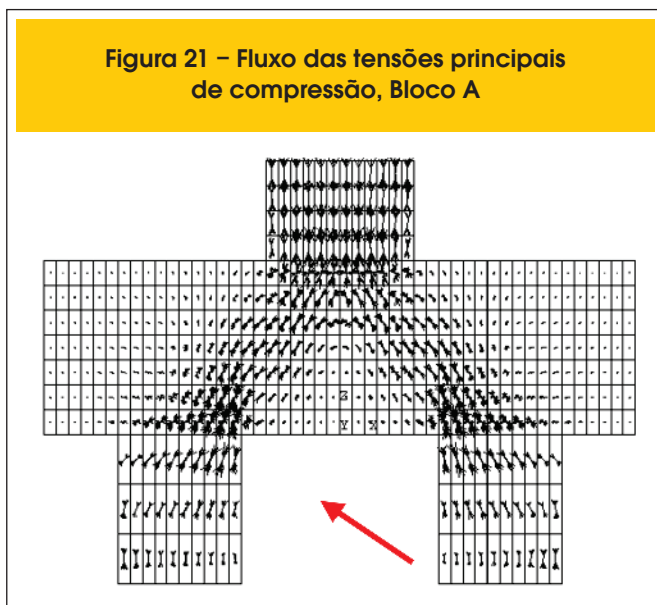 Figura 21 – Fluxo das tensões principais
de compressão, Bloco A
Z
Y X